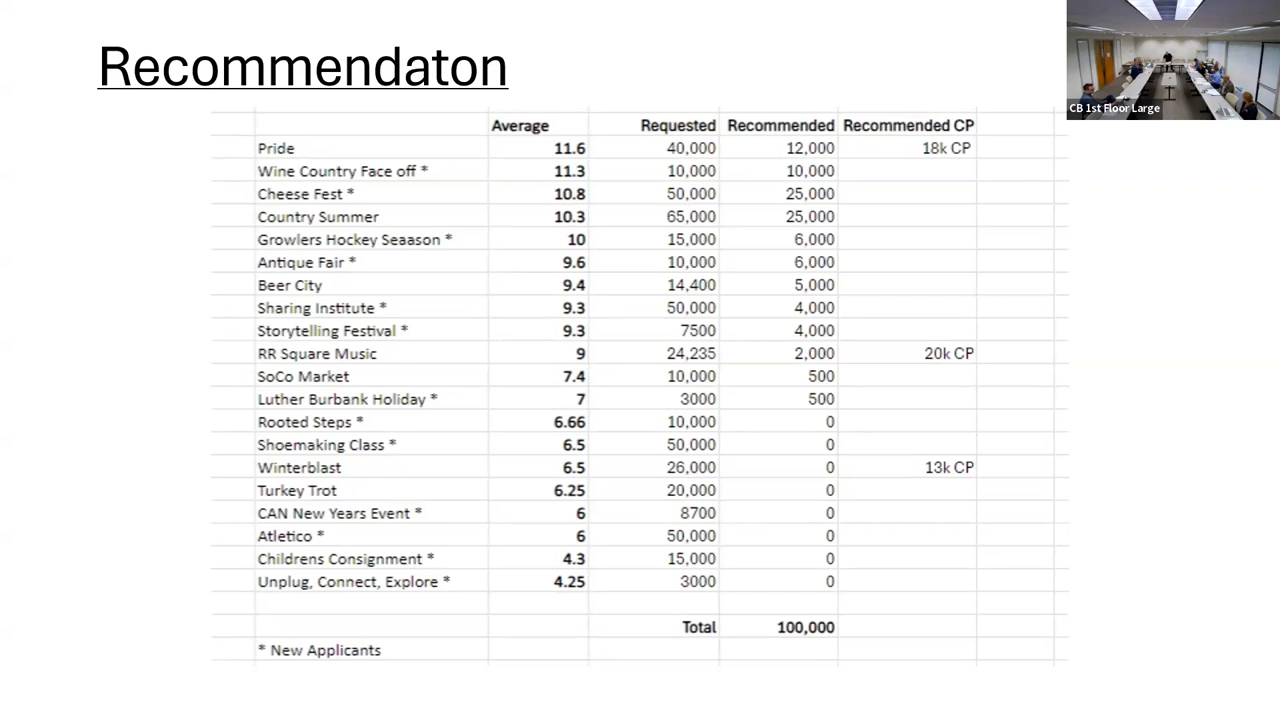 Recommendaton
CB 1st Floor Large
Average Requested Recommended Recommended CP
Pride 11.6 40,000 12,000 18k CP
Wine Country Face off * 11.3 10,000 10,000
Cheese Fest * 10.8 50,000 25,000
Country Summer 10.3 65,000 25,000
Growlers Hockey Seaason * 10 15,000 6,000
Antique Fair * 9.6 10,000 6,000
Beer City 9.4 14,400 5,000
Sharing Institute * 9.3 50,000 4,000
Storytelling Festival * 9.3 7500 4,000
RR Square Music 9 24,235 2,000 20k CP
SoCo Market 7.4 10,000 500
Luther Burbank Holiday * 7 3000 500
Rooted Steps * 6.66 10,000 0
Shoemaking Class * 6.5 50,000 0
Winterblast 6.5 26,000 0 13k CP
Turkey Trot 6.25 20,000 0
CAN New Years Event * 6 8700 0
Atletico * 6 50,000 0
Childrens Consignment * 4.3 15,000 0
Unplug, Connect, Explore * 4.25 3000 0
Total 100,000
* New Applicants